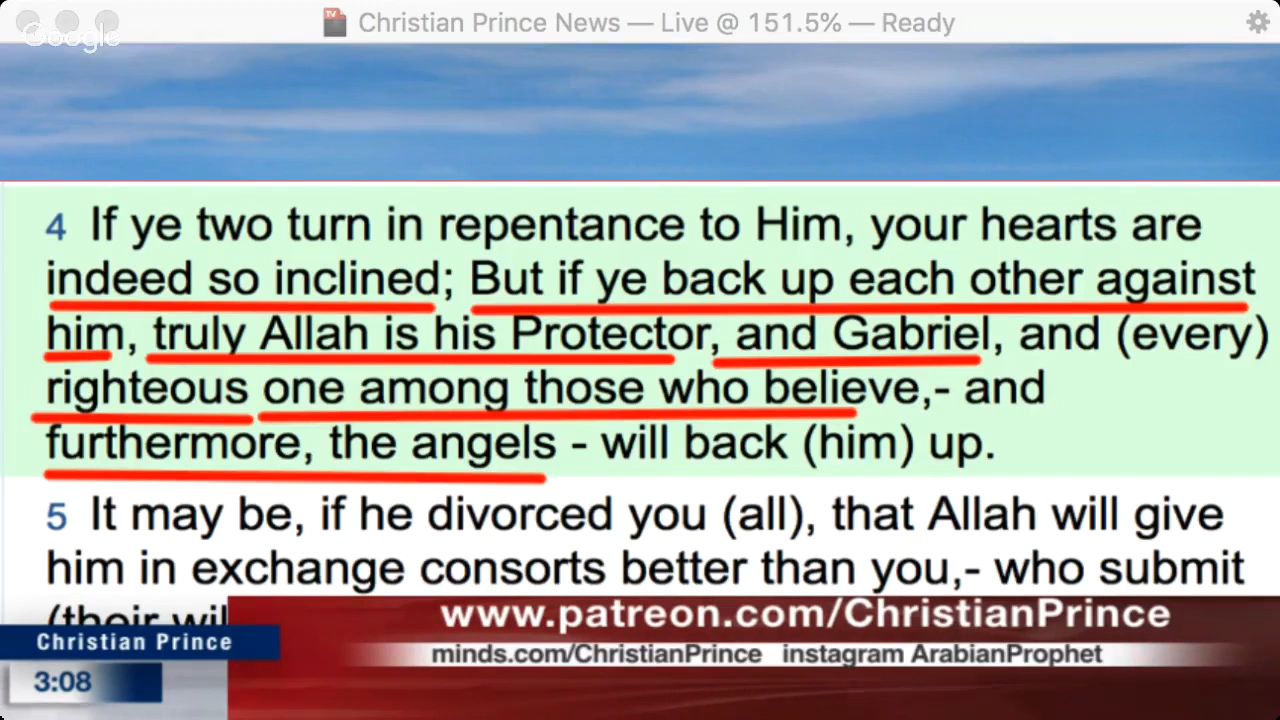 Christian Prince News — Live @ 151.5% — Ready
Google
TV
4 If ye two turn in repentance to Him, your hearts are
indeed so inclined; But if ye back up each other against
him, truly Allah is his Protector, and Gabriel, and (every)
righteous one among those who believe,- and
furthermore, the angels - will back (him) up.
5 It may be, if he divorced you (all), that Allah will give
him in exchange consorts better than you,- who submit
(their wil
www.patreon.com/ChristianPrince
Christian Prince
minds.com/ChristianPrince instagram ArabianProphet
3:08